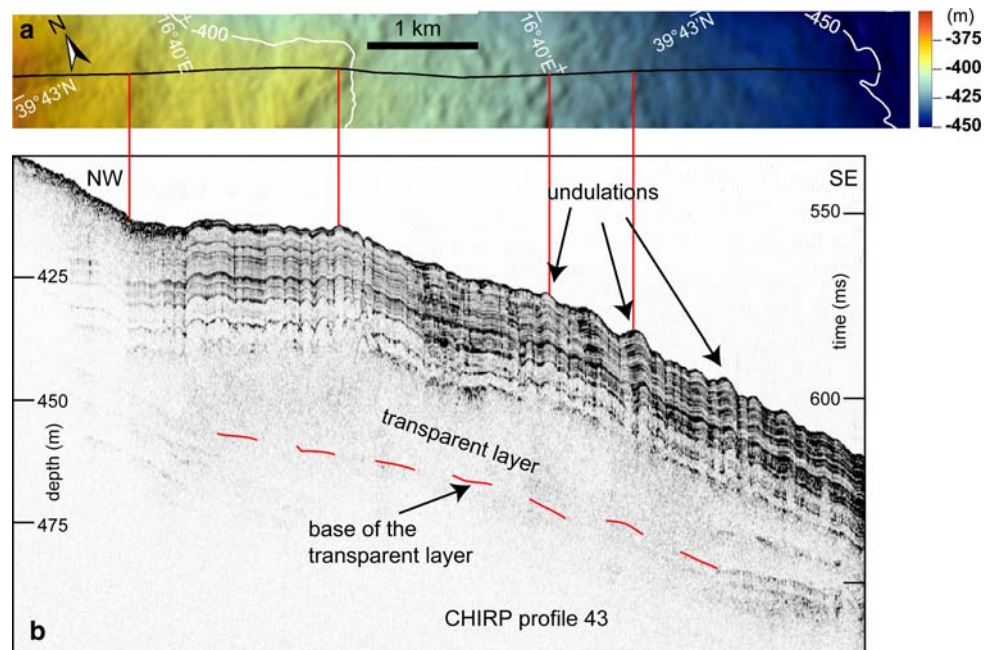 a
N
16°40'E
-400
1 km
16°40'E
39°43'N
-450
39°43'N
(m)
-375
-400
-425
-450
NW
SE
undulations
550
425
time (ms)
450
600
transparent layer
depth (m)
475
base of the
transparent layer
CHIRP profile 43
b